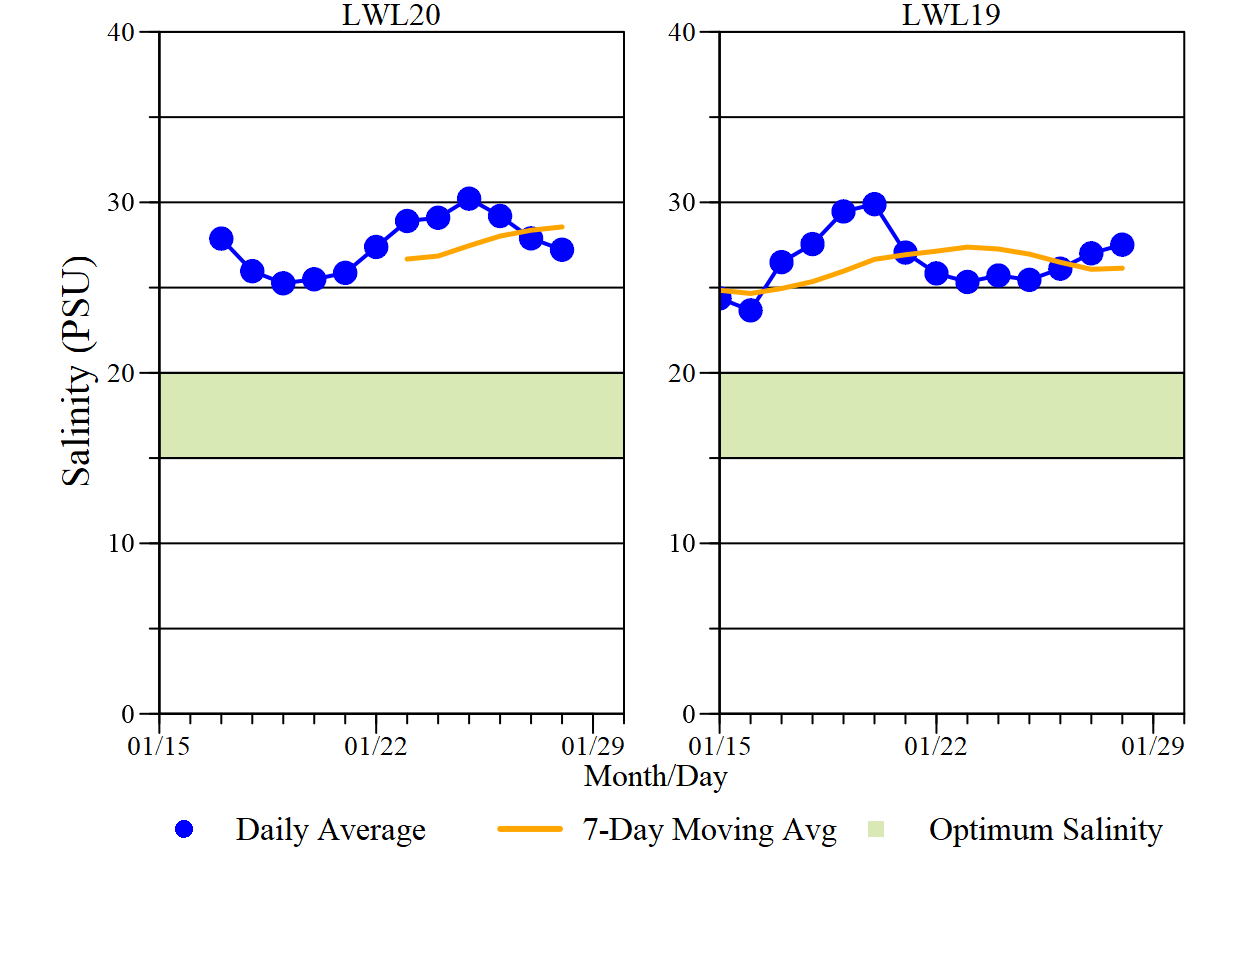 LWL20 LWL19
40 40
30 30
Salinity (PSU)
20 20
10 10
0 0
01/15 01/22 01/29 01/15 01/22 01/29
Month/Day
Daily Average 7-Day Moving Avg Optimum Salinity